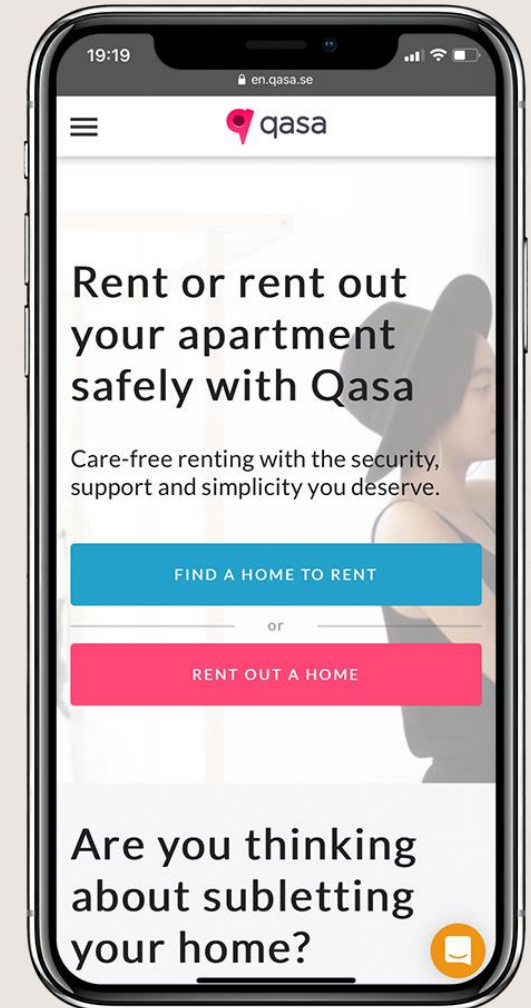 19:19
en.qasa.se
qasa
Rent or rent out
your apartment
safely with Qasa
Care-free renting with the security,
support and simplicity you deserve.
FIND A HOME TO RENT
or
RENT OUT A HOME
Are you thinking
about subletting
your home?